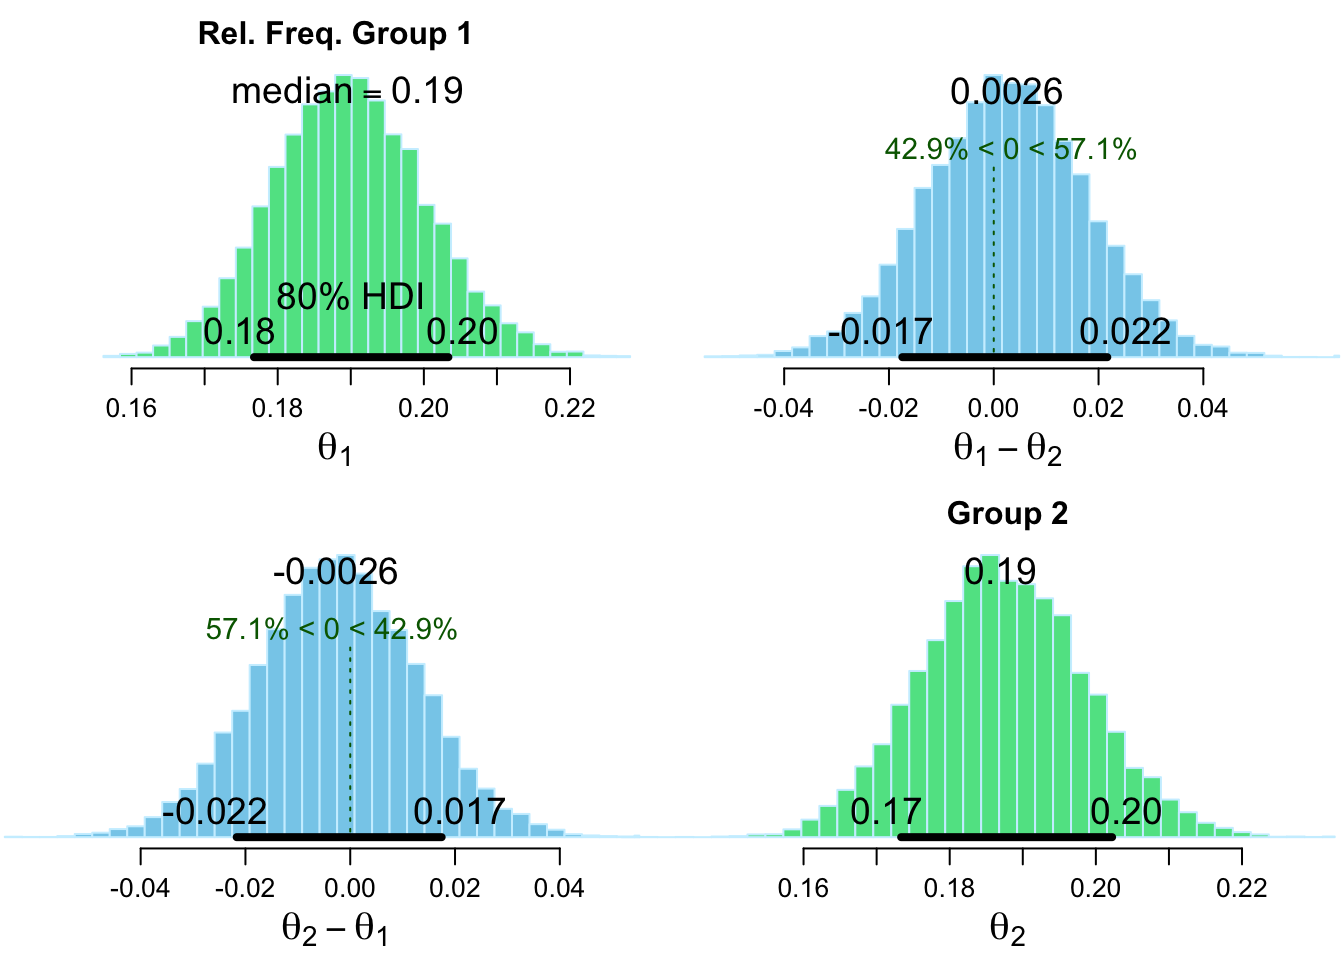 Rel. Freq. Group 1
median = 0.19
80% HDI
0.18 0.20
0.16 0.18 0.20 0.22
θ1
0.0026
42.9% < 0 < 57.1%
-0.017 0.022
-0.04 -0.02 0.00 0.02 0.04
θ1 – θ2
-0.0026
57.1% < 0 < 42.9%
-0.022 0.017
-0.04 -0.02 0.00 0.02 0.04
θ2 – θ1
Group 2
0.19
0.17 0.20
0.16 0.18 0.20 0.22
θ2